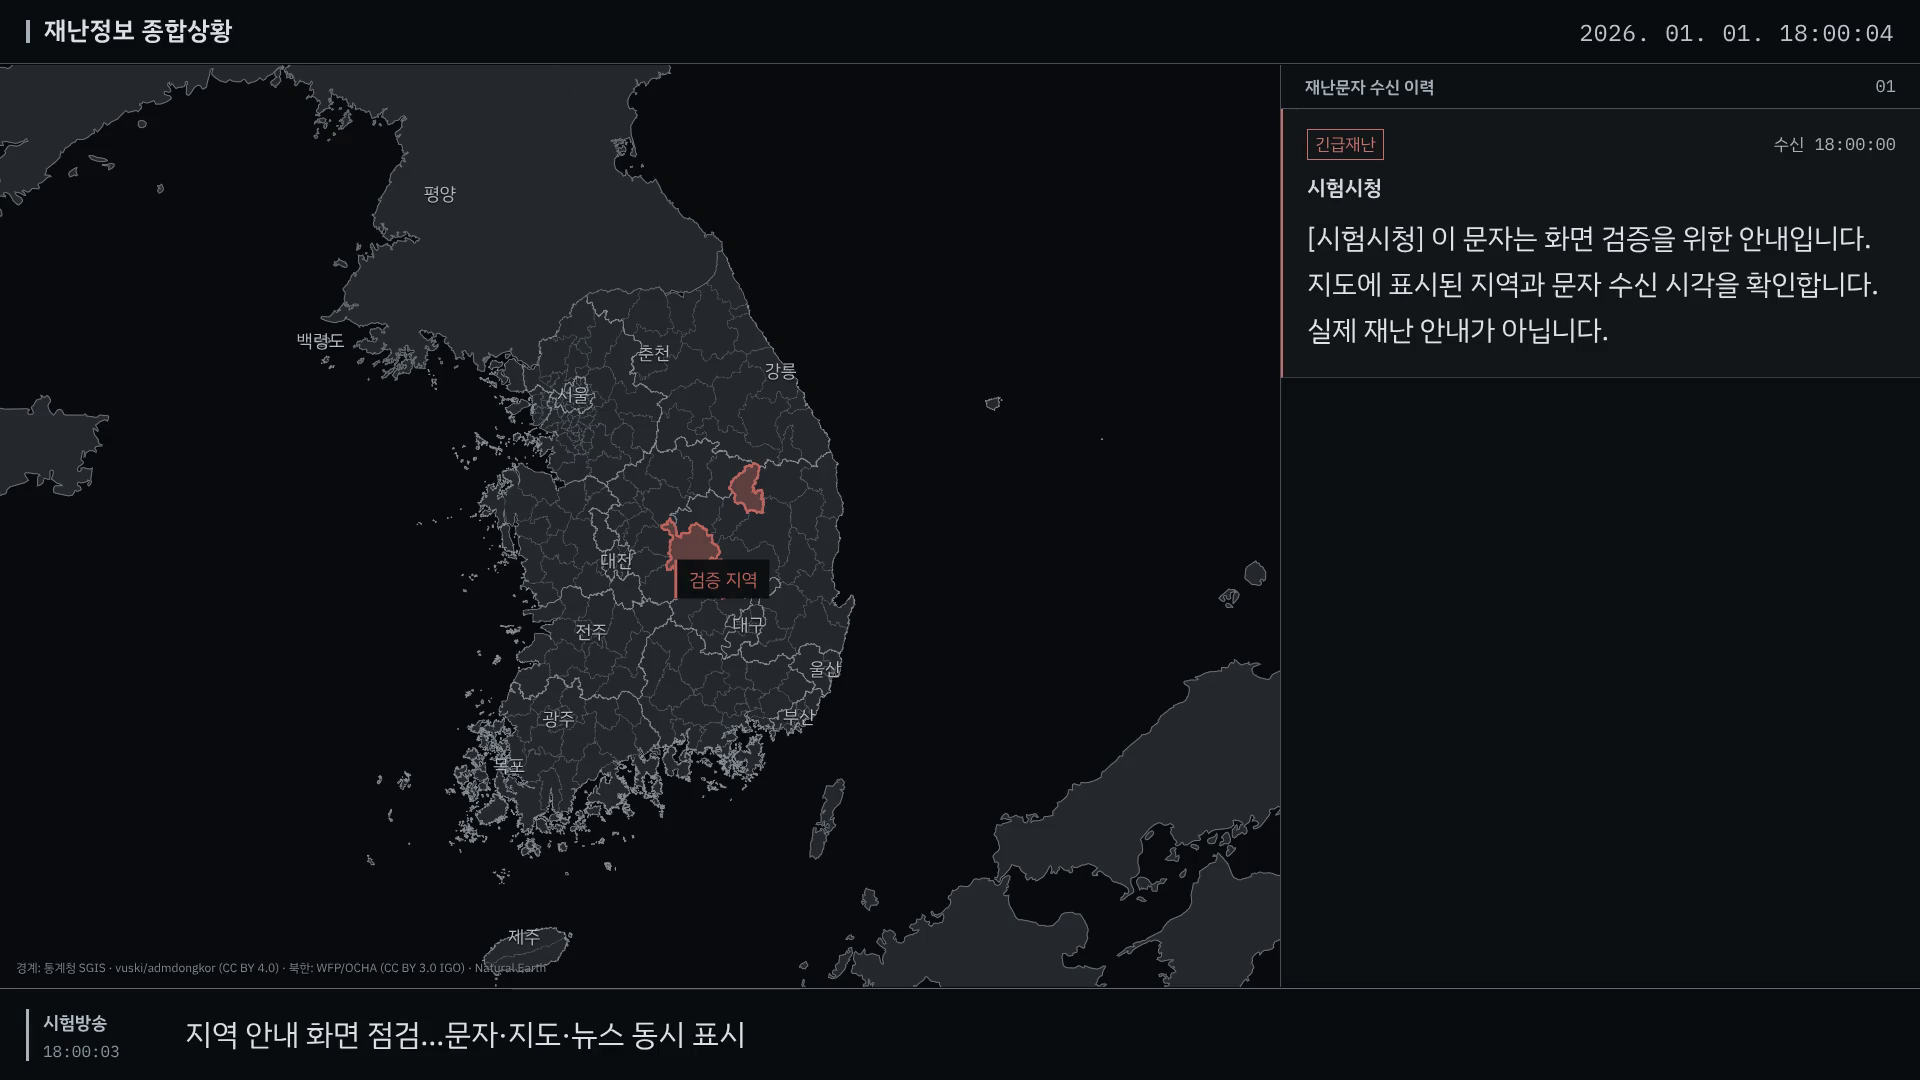 재난정보 종합상황
2026. 01. 01. 18:00:04
재난문자 수신 이력
01
긴급재난
수신 18:00:00
시험시청
[시험시청] 이 문자는 화면 검증을 위한 안내입니다.
지도에 표시된 지역과 문자 수신 시각을 확인합니다.
실제 재난 안내가 아닙니다.
평양
백령도
춘천
강릉
서울
대전
검증 지역
전주
대구
울산
광주
부산
목포
제주
경계: 통계청 SGIS · vuski/admdongkor (CC BY 4.0) · 북한: WFP/OCHA (CC BY 3.0 IGO) · Natural Earth
시험방송
18:00:03
지역 안내 화면 점검...문자·지도·뉴스 동시 표시